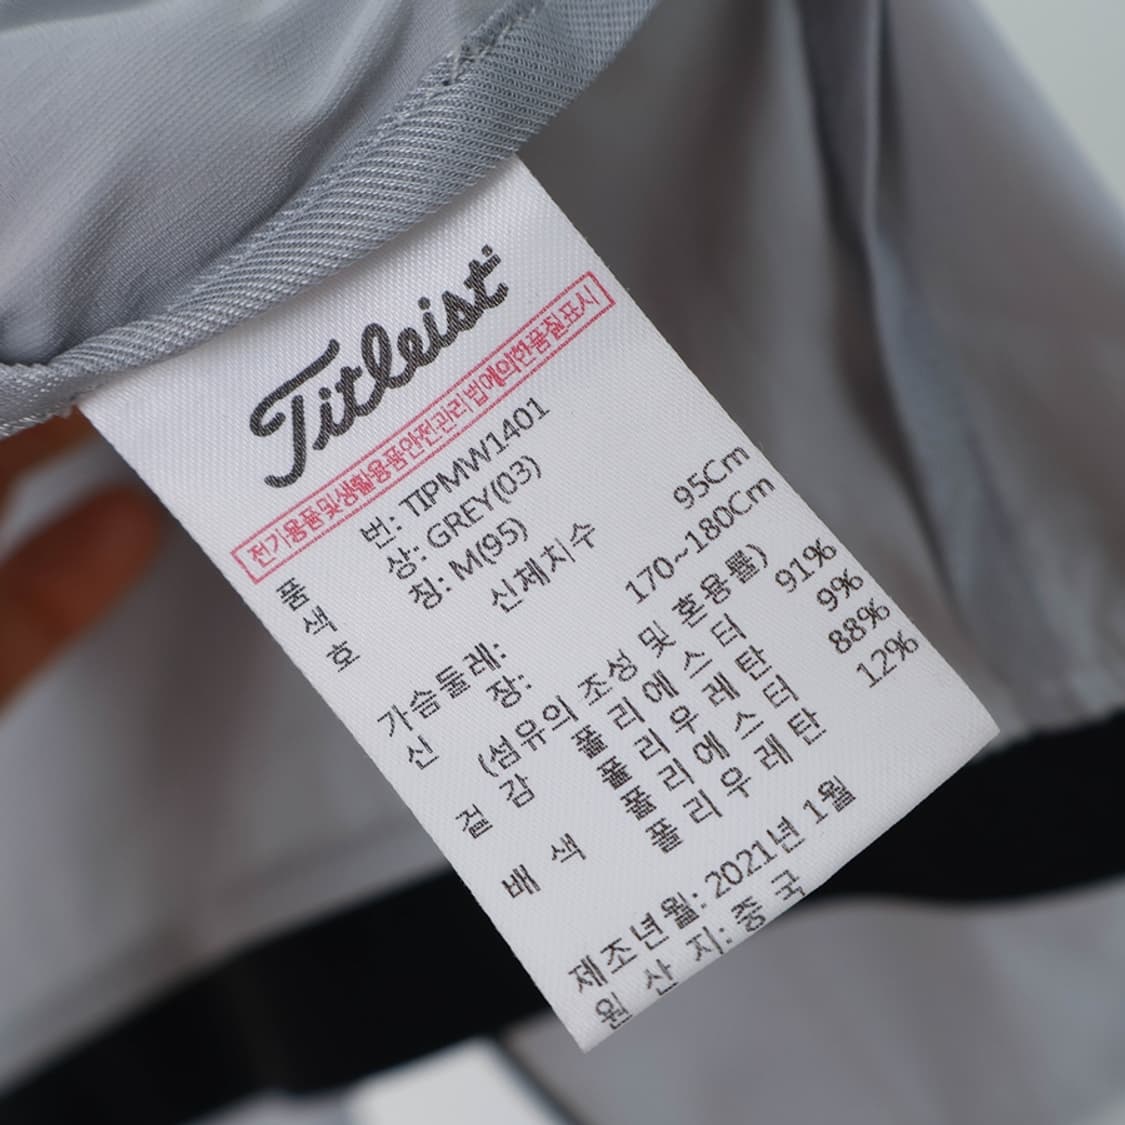 Titleist
전기용품및생활용품안전관리법에의한품질표시
품 번: TIPMW1401
색 상: GREY(03)
호 칭: M(95)
신체치수
가슴둘레: 95Cm
신 장: 170~180Cm
(섬유의 조성 및 혼용률)
겉 감 폴리에스터 91%
폴리우레탄 9%
배 색 폴리에스터 88%
폴리우레탄 12%
제조년월: 2021년 1월
원 산 지: 중국